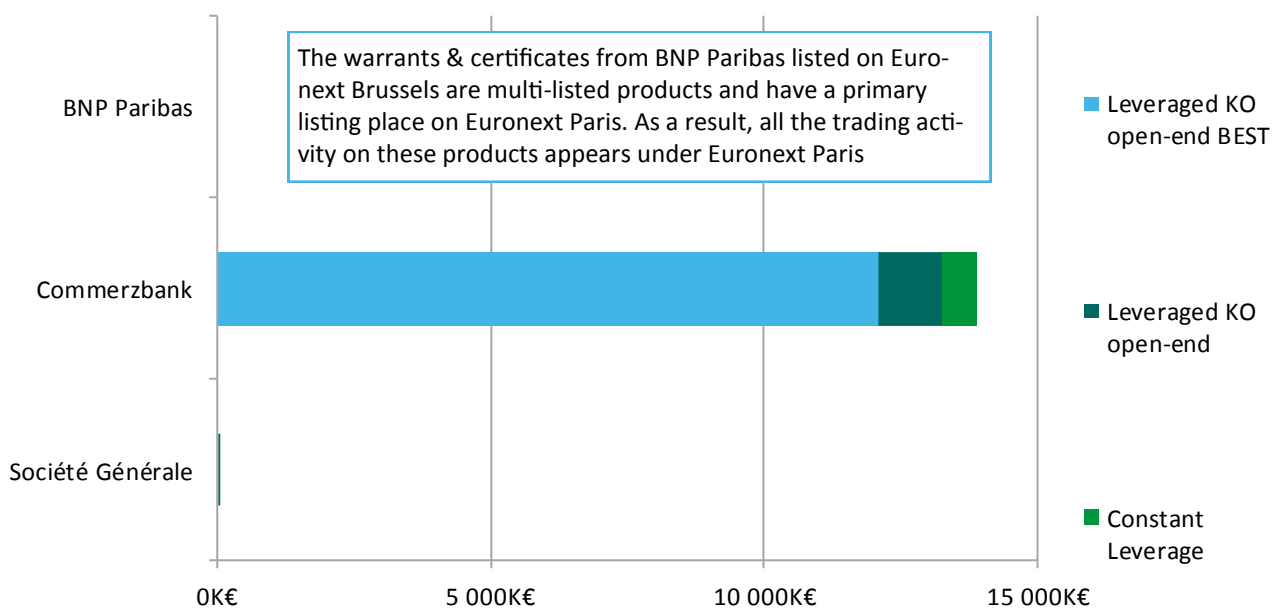 The warrants & certificates from BNP Paribas listed on Euro-
next Brussels are multi-listed products and have a primary
listing place on Euronext Paris. As a result, all the trading acti-
vity on these products appears under Euronext Paris
BNP Paribas
Commerzbank
Société Générale
0K€
5 000K€
10 000K€
15 000K€
Leveraged KO
open-end BEST
Leveraged KO
open-end
Constant
Leverage